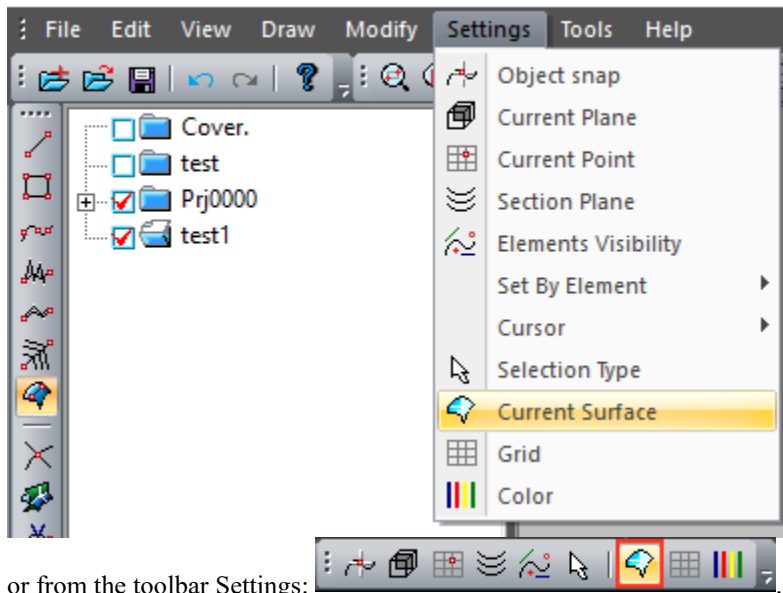 File Edit View Draw Modify Settings Tools Help
Object snap
Cover.
Current Plane
test
Current Point
Prj0000
Section Plane
test1
Elements Visibility
Set By Element
Cursor
Selection Type
Current Surface
Grid
Color
or from the toolbar Settings: